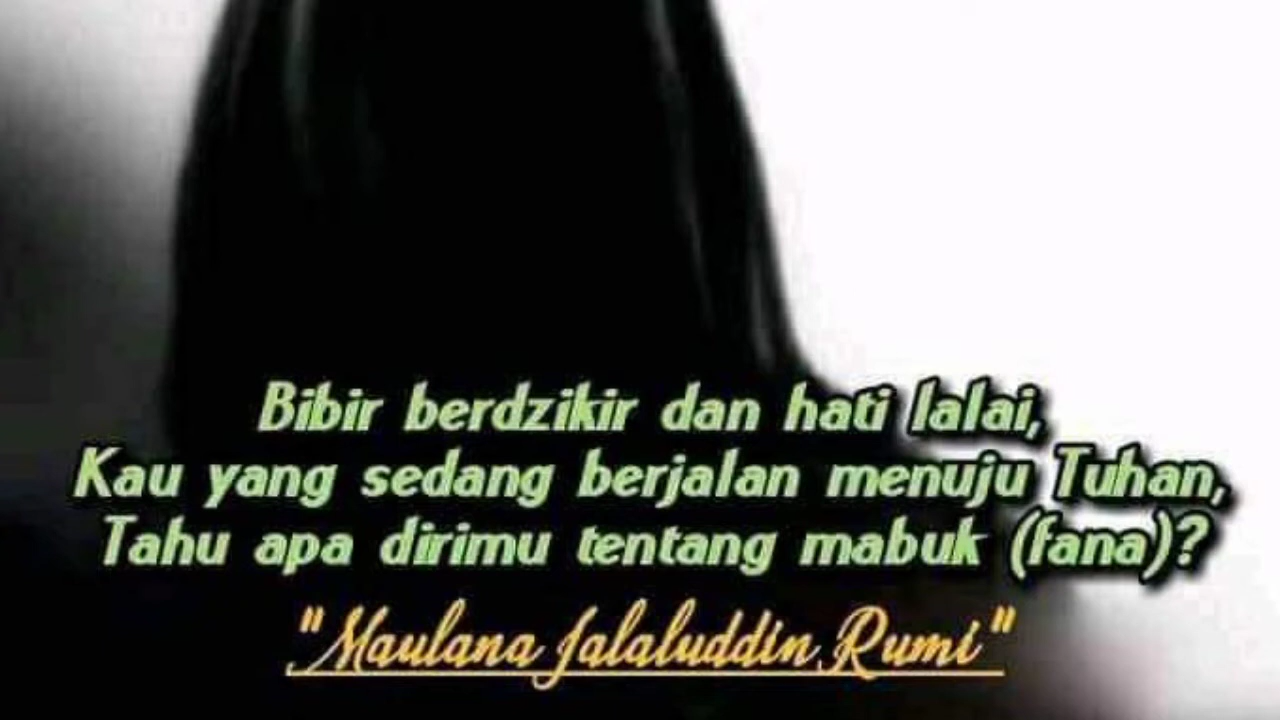 Bibir berdzikir dan hati lalai,
Kau yang sedang berjalan menuju Tuhan,
Tahu apa dirimu tentang mabuk (fana)?
"Maulana Jalaluddin Rumi"